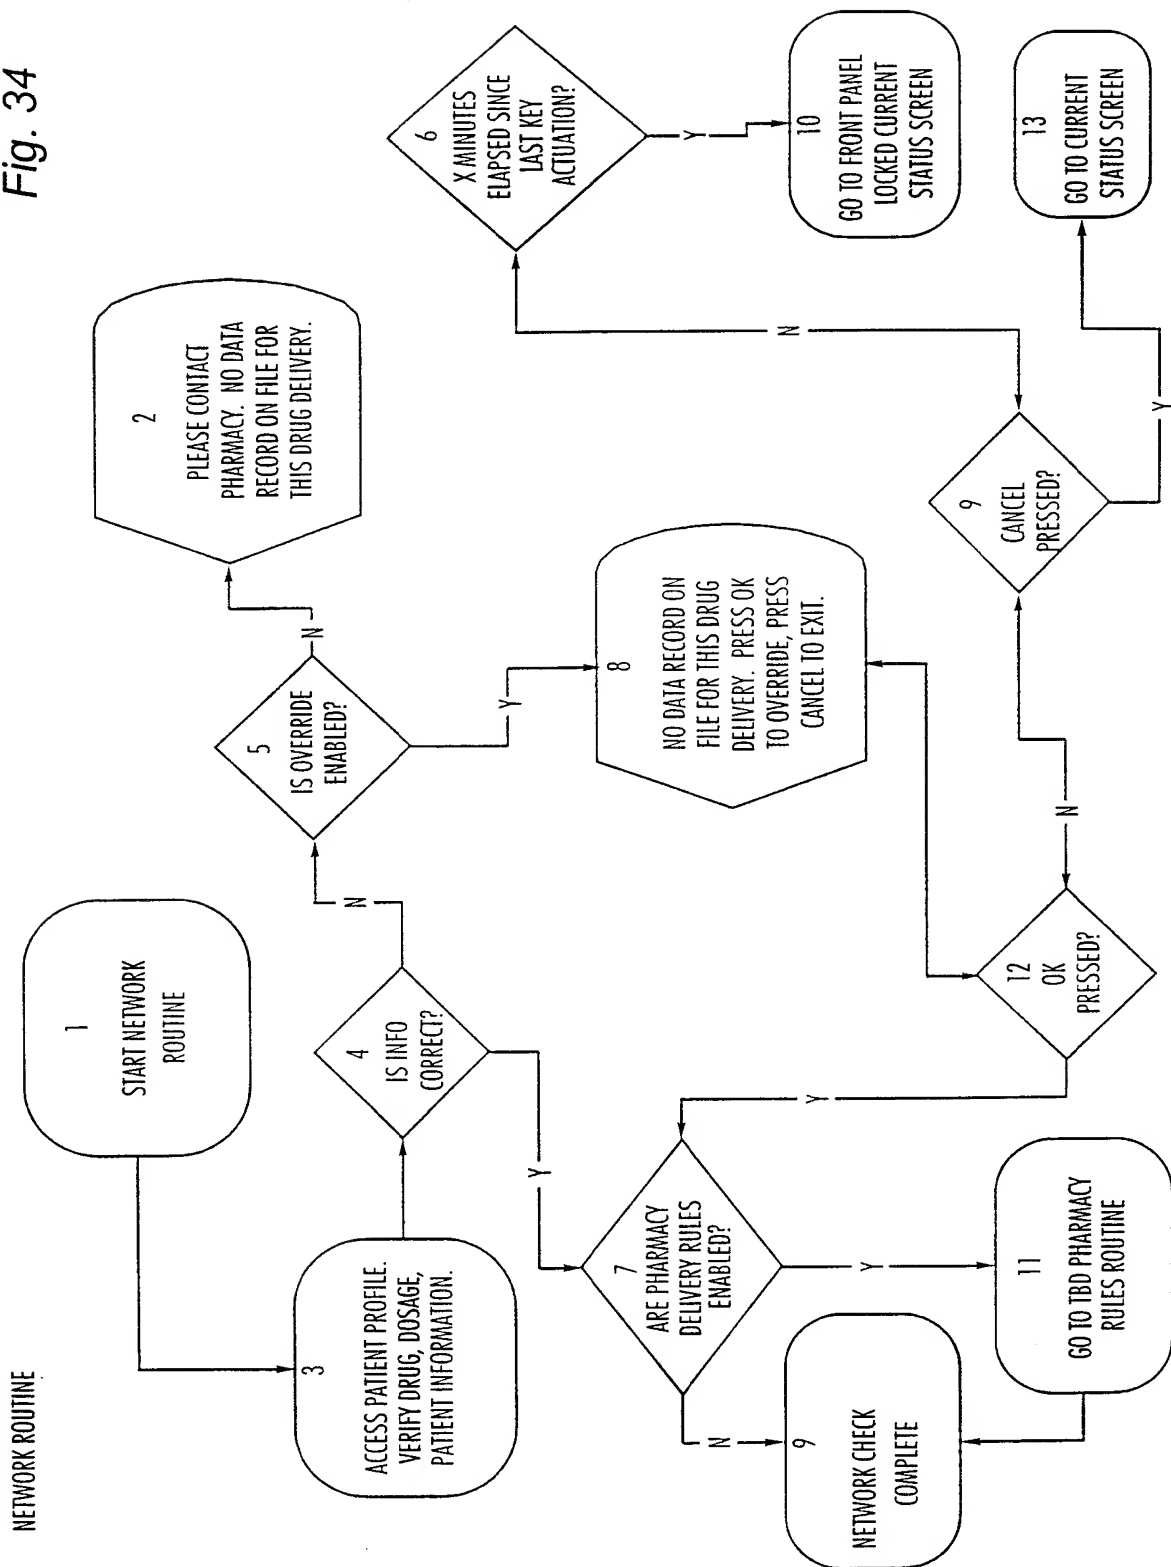 Fig. 34
NETWORK ROUTINE
1
START NETWORK
ROUTINE
2
PLEASE CONTACT
PHARMACY. NO DATA
RECORD ON FILE FOR
THIS DRUG DELIVERY.
3
ACCESS PATIENT PROFILE.
VERIFY DRUG, DOSAGE,
PATIENT INFORMATION.
4
IS INFO
CORRECT?
N
Y
5
IS OVERRIDE
ENABLED?
N
Y
6
X MINUTES
ELAPSED SINCE
LAST KEY
ACTUATION?
Y
7
ARE PHARMACY
DELIVERY RULES
ENABLED?
N
Y
8
NO DATA RECORD ON
FILE FOR THIS DRUG
DELIVERY. PRESS OK
TO OVERRIDE, PRESS
CANCEL TO EXIT.
9
NETWORK CHECK
COMPLETE
9
CANCEL
PRESSED?
N
Y
10
GO TO FRONT PANEL
LOCKED CURRENT
STATUS SCREEN
11
GO TO TBD PHARMACY
RULES ROUTINE
12
OK
PRESSED?
Y
N
13
GO TO CURRENT
STATUS SCREEN